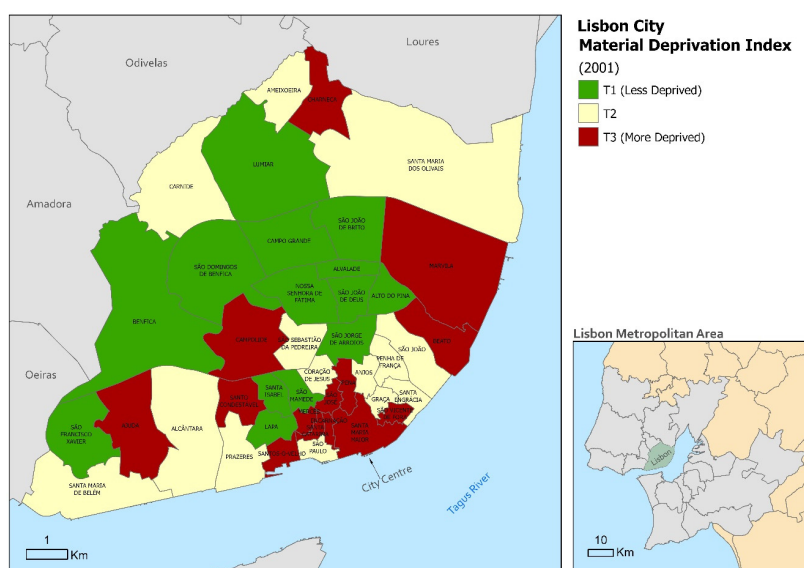 Lisbon City
Material Deprivation Index
(2001)
T1 (Less Deprived)
T2
T3 (More Deprived)
Loures
Odivelas
AMEIXOEIRA
LUMIAR
SANTA MARIA
DOS OLIVAIS
CARNIDE
Amadora
SÃO JOÃO
DE BRITO
CAMPO GRANDE
MARVILA
SÃO DOMINGOS
DE BENFICA
ALVALADE
NOSSA
SENHORA DE
FÁTIMA
SÃO JOÃO
DE DEUS
ALTO DO PINA
BENFICA
CAMPOLIDE
SÃO SEBASTIÃO
DA PEDREIRA
SÃO JORGE
DE ARROIOS
BEATO
SÃO JOÃO
PENHA DE
FRANÇA
Oeiras
CORAÇÃO
DE JESUS
ANJOS
SANTA
ISABEL
SÃO
MAMEDE
GRAÇA
SANTA
ENGRÁCIA
SANTO
CONDESTÁVEL
AJUDA
ALCÂNTARA
LAPA
SÃO
FRANCISCO
XAVIER
SANTA
MARIA MAIOR
PRAZERES
SÃO
PAULO
SANTA MARIA
DE BELÉM
City Centre
Tagus River
1
Km
Lisbon Metropolitan Area
Lisbon
10
Km